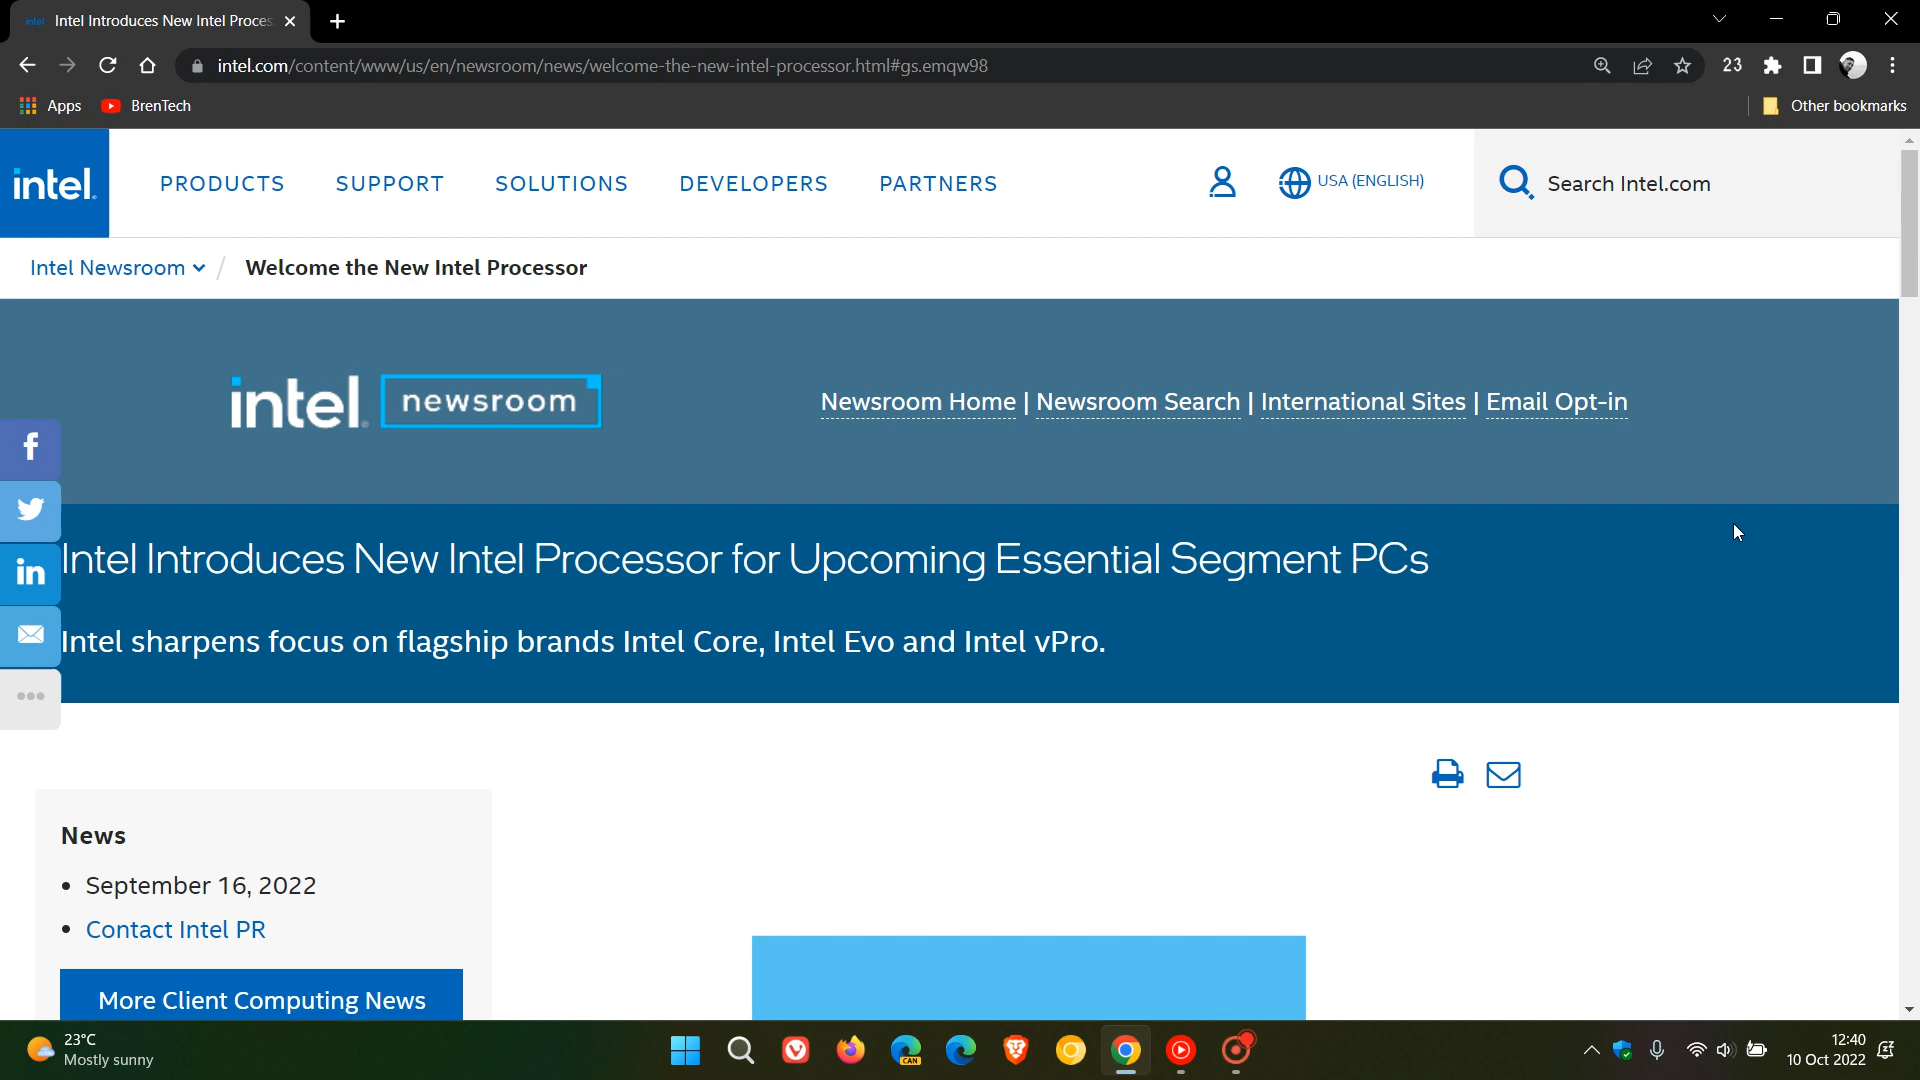 intel Intel Introduces New Intel Proces
intel.com/content/www/us/en/newsroom/news/welcome-the-new-intel-processor.html#gs.emqw98
23
Apps BrenTech Other bookmarks
intel. PRODUCTS SUPPORT SOLUTIONS DEVELOPERS PARTNERS USA (ENGLISH) Search Intel.com
Intel Newsroom / Welcome the New Intel Processor
intel. newsroom Newsroom Home | Newsroom Search | International Sites | Email Opt-in
f
in
Intel Introduces New Intel Processor for Upcoming Essential Segment PCs
Intel sharpens focus on flagship brands Intel Core, Intel Evo and Intel vPro.
News
• September 16, 2022
• Contact Intel PR
More Client Computing News
23°C
Mostly sunny
CAN
12:40
10 Oct 2022